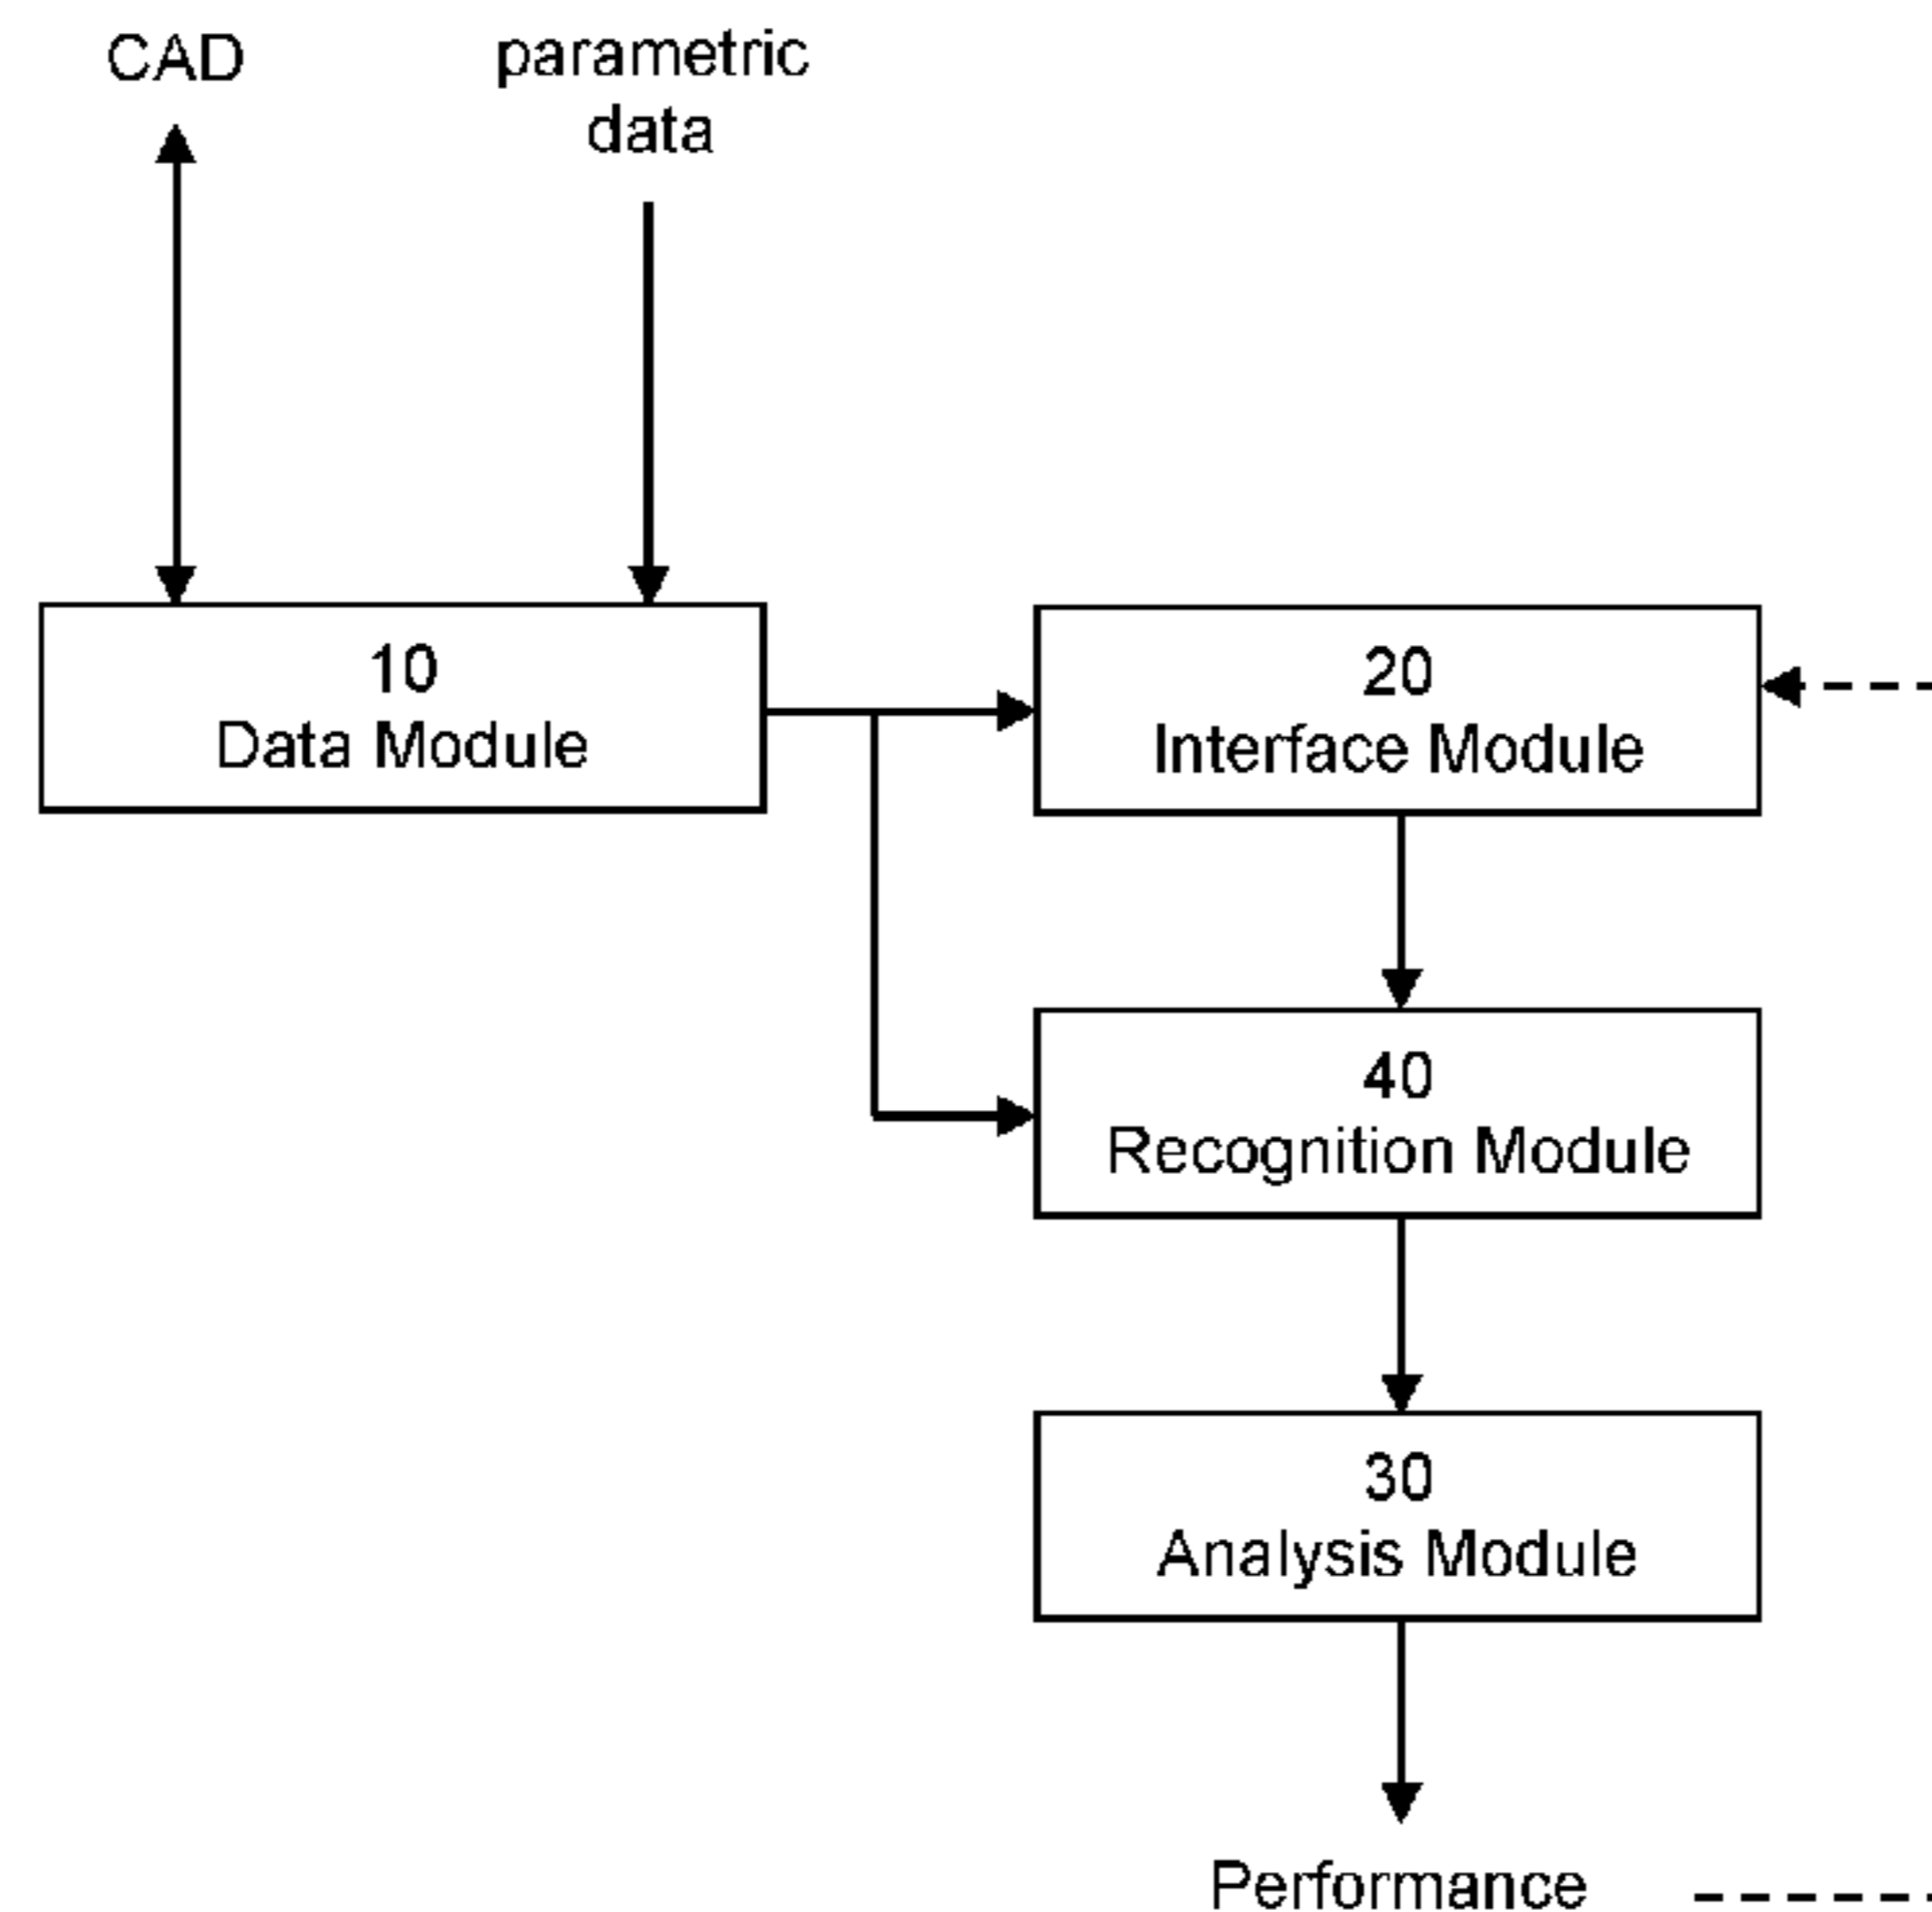 CAD
parametric
data
10
Data Module
20
Interface Module
40
Recognition Module
30
Analysis Module
Performance